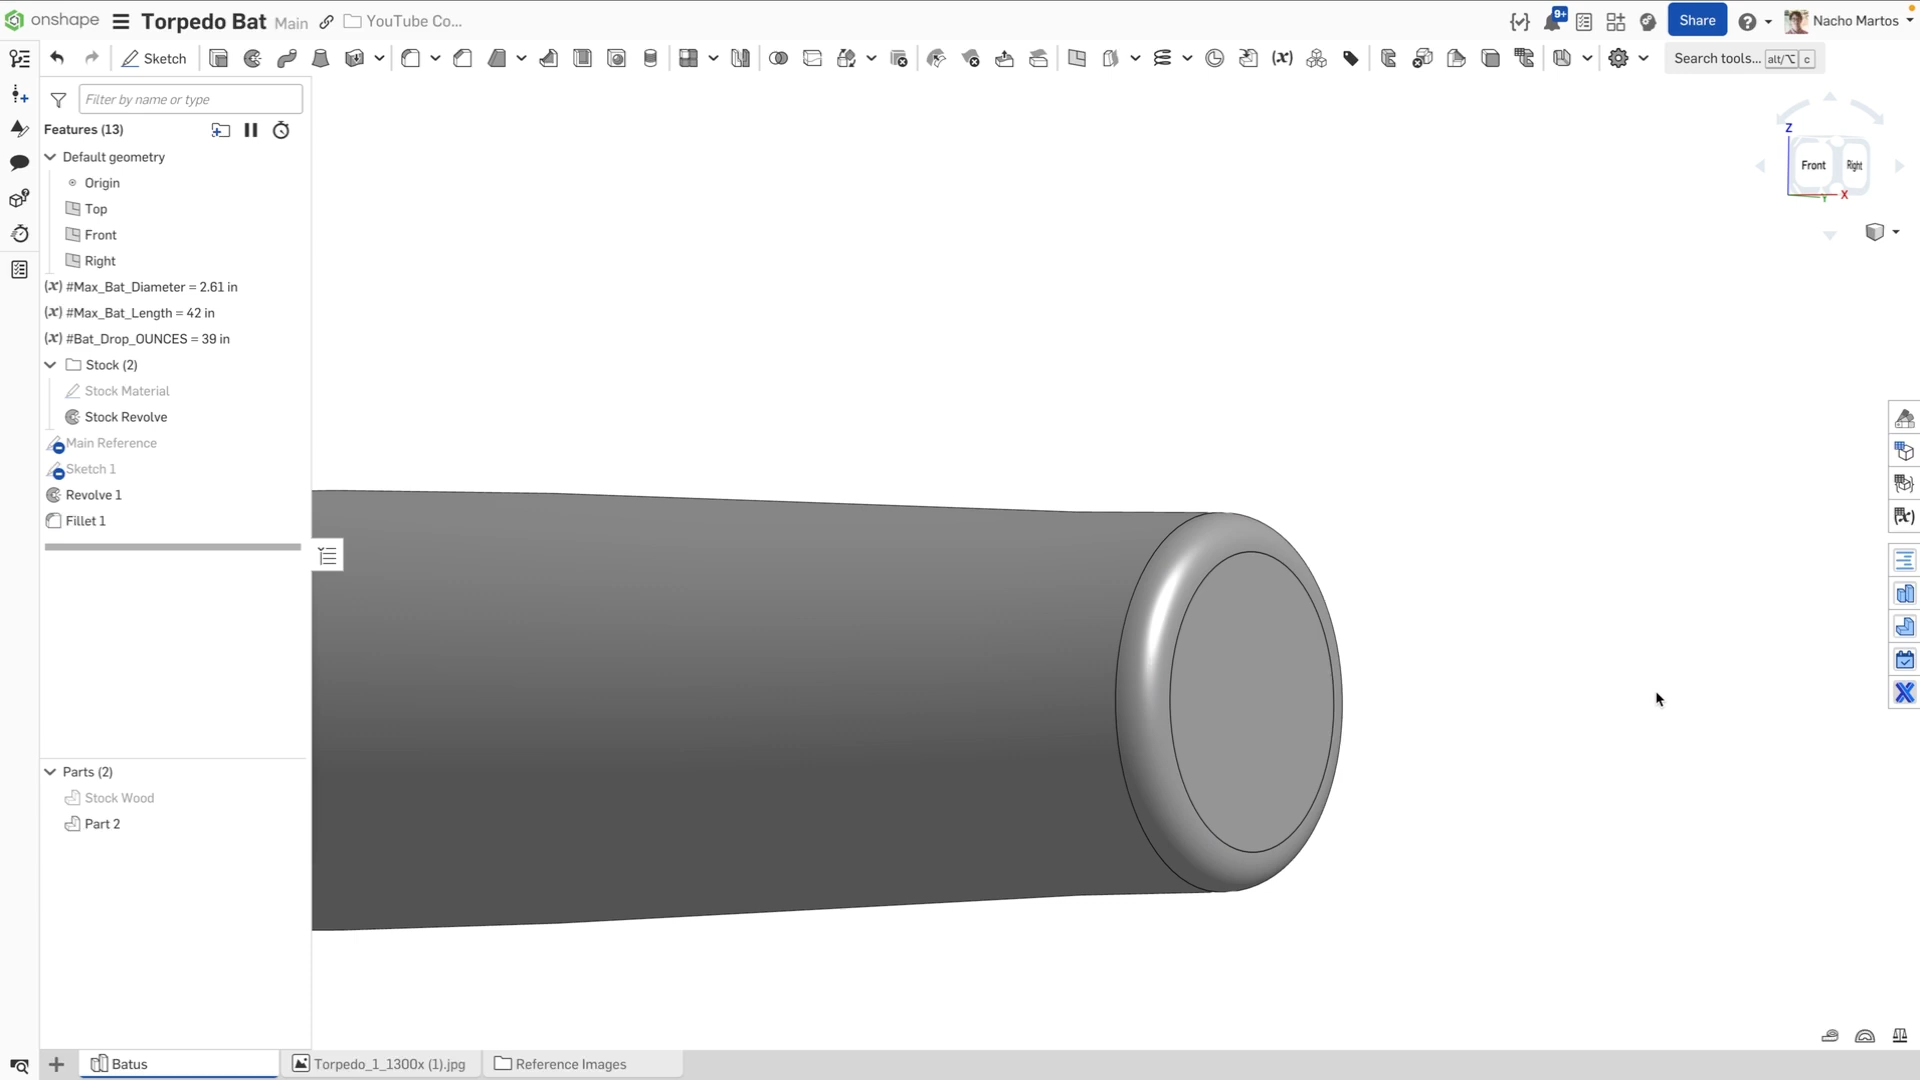 onshape Torpedo Bat Main YouTube Co... 9+ Share Nacho Martos
Sketch Search tools... alt/⌥ c
Filter by name or type
Features (13)
Default geometry
Origin
Top
Front
Right
(x) #Max_Bat_Diameter = 2.61 in
(x) #Max_Bat_Length = 42 in
(x) #Bat_Drop_OUNCES = 39 in
Stock (2)
Stock Material
Stock Revolve
Main Reference
Sketch 1
Revolve 1
Fillet 1
Parts (2)
Stock Wood
Part 2
Z
Front Right
X
Y
Batus Torpedo_1_1300x (1).jpg Reference Images